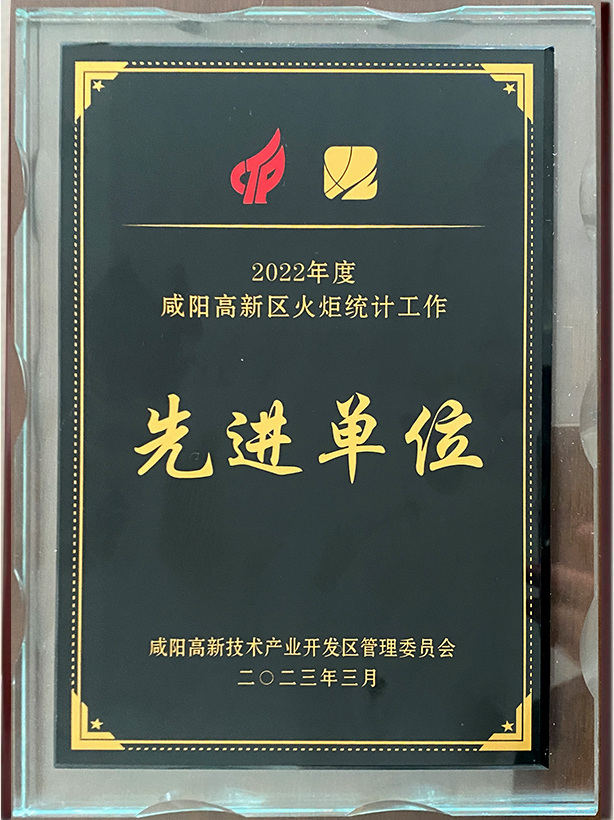 2022年度
咸阳高新区火炬统计工作
先进单位
咸阳高新技术产业开发区管理委员会
二〇二三年三月